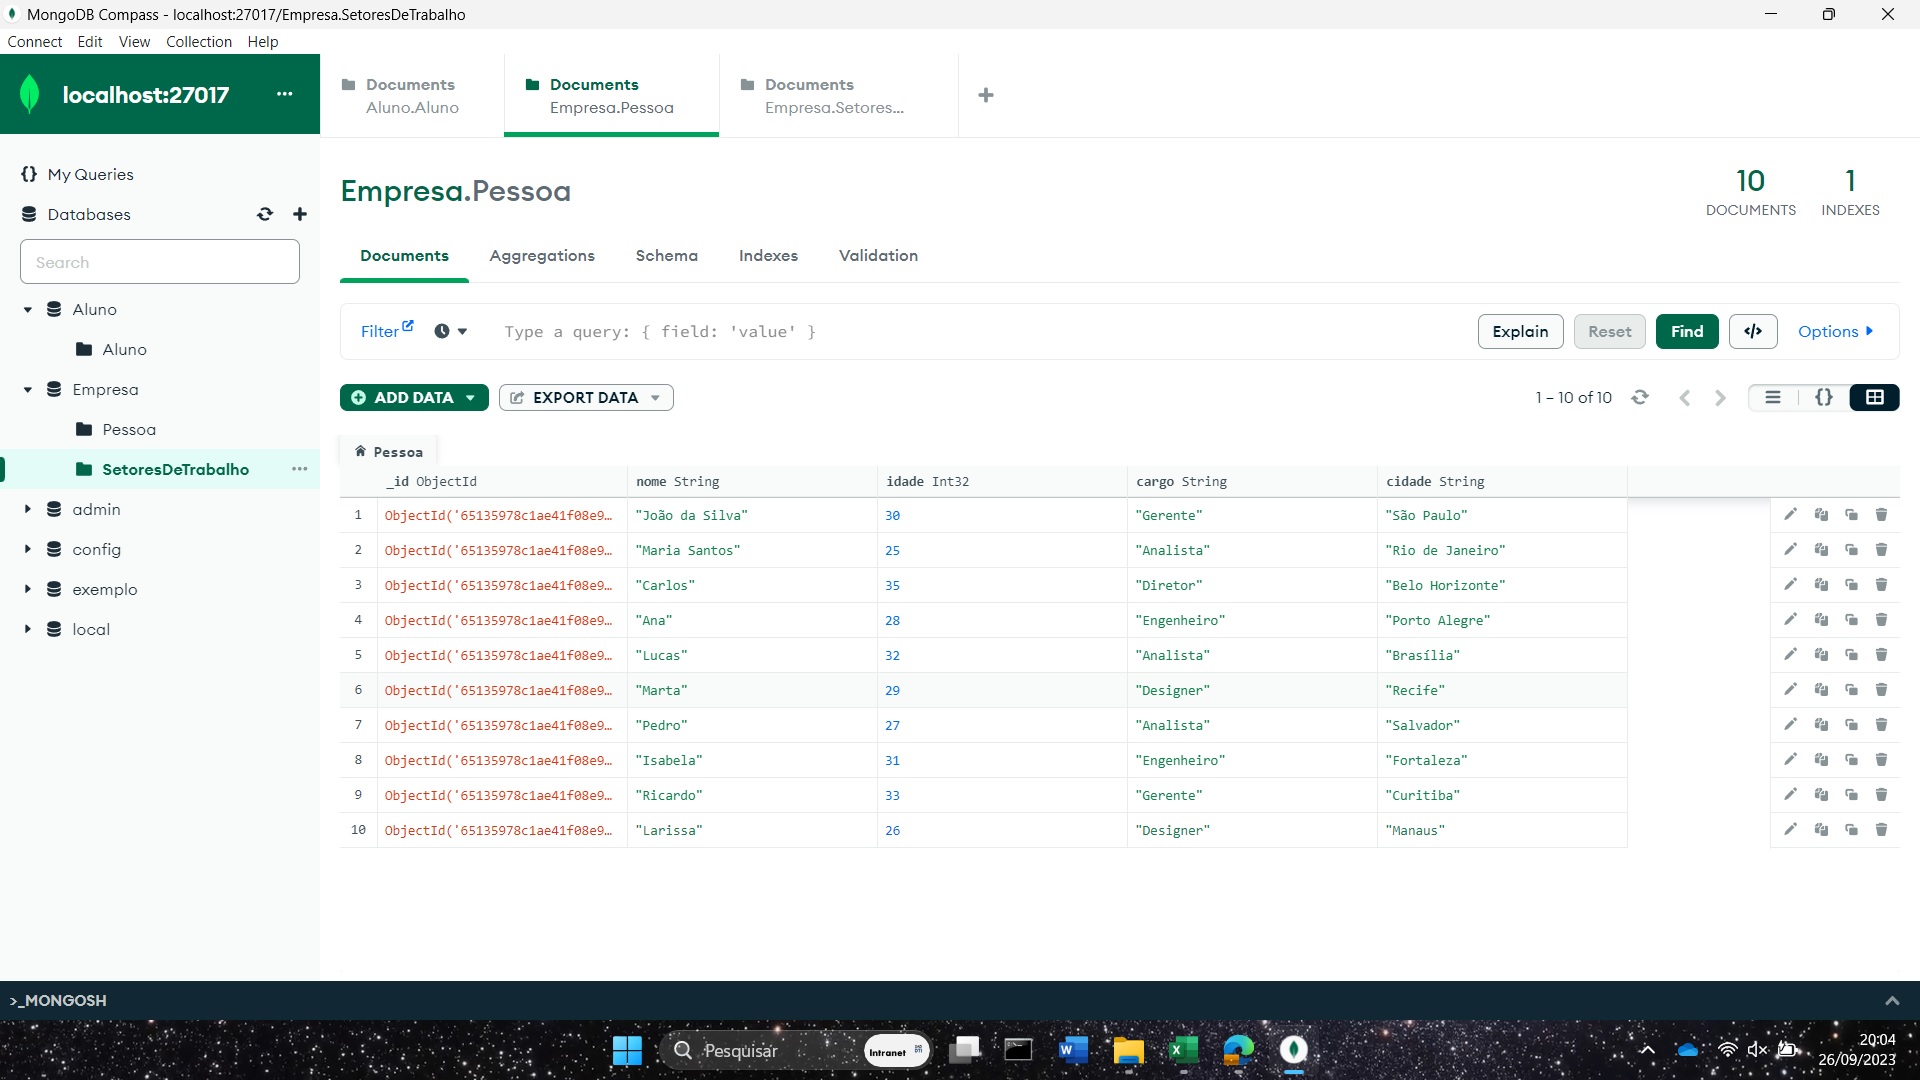 MongoDB Compass - localhost:27017/Empresa.SetoresDeTrabalho
Connect Edit View Collection Help
localhost:27017 ...
Documents
Aluno.Aluno
Documents
Empresa.Pessoa
Documents
Empresa.Setores...
My Queries
Databases
Search
Aluno
Aluno
Empresa
Pessoa
SetoresDeTrabalho ...
admin
config
exemplo
local
Empresa.Pessoa
10
DOCUMENTS
1
INDEXES
Documents Aggregations Schema Indexes Validation
Filter Type a query: { field: 'value' } Explain Reset Find </> Options
ADD DATA EXPORT DATA 1 – 10 of 10 {}
Pessoa
_id ObjectId nome String idade Int32 cargo String cidade String
1 ObjectId('65135978c1ae41f08e9… "João da Silva" 30 "Gerente" "São Paulo"
2 ObjectId('65135978c1ae41f08e9… "Maria Santos" 25 "Analista" "Rio de Janeiro"
3 ObjectId('65135978c1ae41f08e9… "Carlos" 35 "Diretor" "Belo Horizonte"
4 ObjectId('65135978c1ae41f08e9… "Ana" 28 "Engenheiro" "Porto Alegre"
5 ObjectId('65135978c1ae41f08e9… "Lucas" 32 "Analista" "Brasília"
6 ObjectId('65135978c1ae41f08e9… "Marta" 29 "Designer" "Recife"
7 ObjectId('65135978c1ae41f08e9… "Pedro" 27 "Analista" "Salvador"
8 ObjectId('65135978c1ae41f08e9… "Isabela" 31 "Engenheiro" "Fortaleza"
9 ObjectId('65135978c1ae41f08e9… "Ricardo" 33 "Gerente" "Curitiba"
10 ObjectId('65135978c1ae41f08e9… "Larissa" 26 "Designer" "Manaus"
>_MONGOSH
Pesquisar Intranet
20:04
26/09/2023